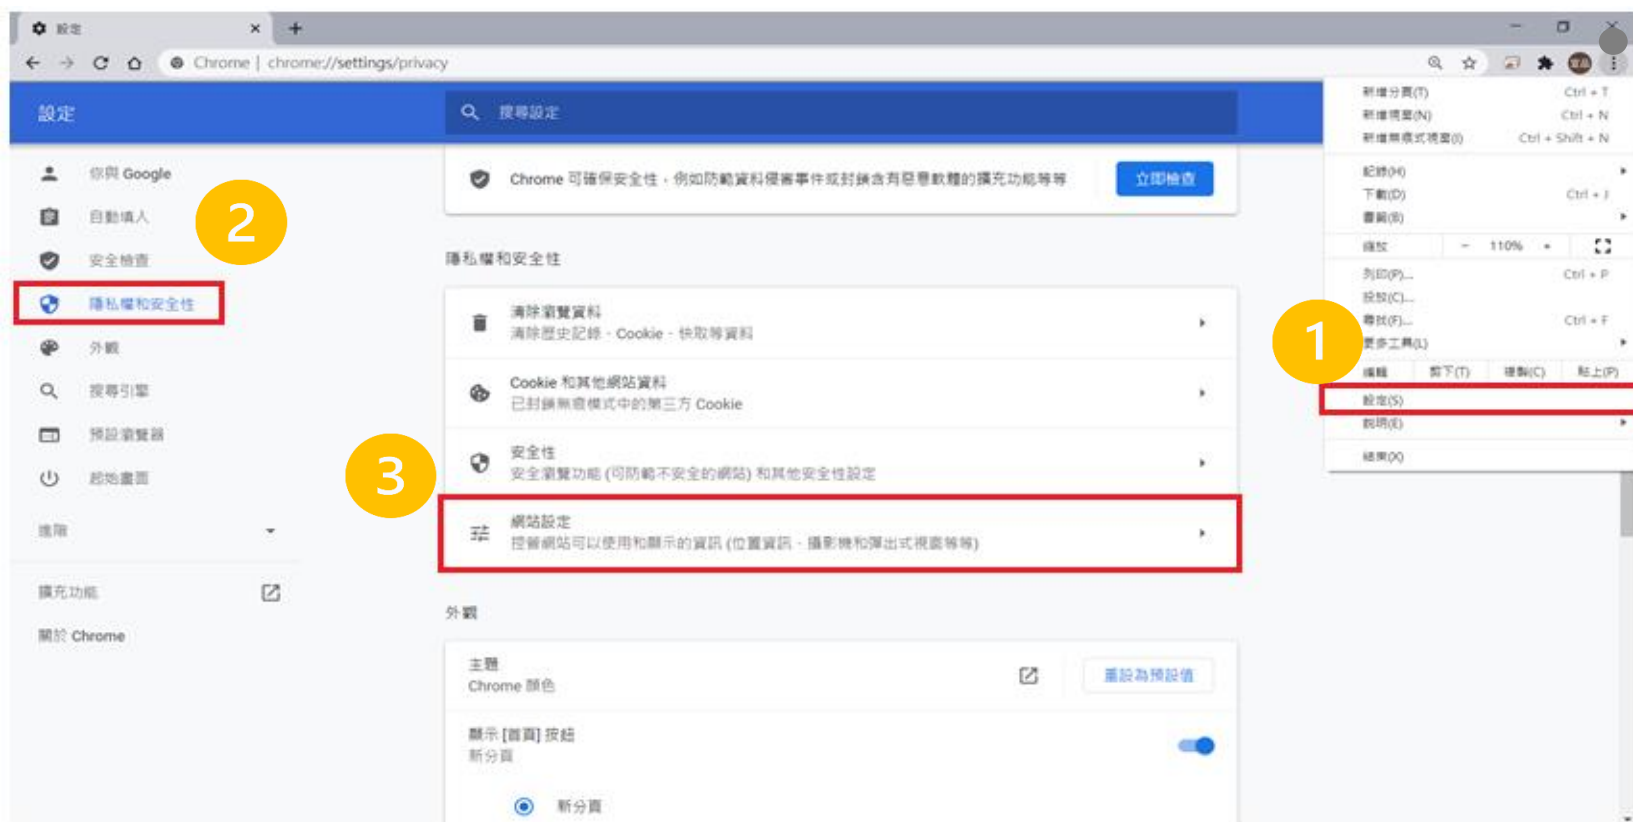 設定
Chrome | chrome://settings/privacy
設定
搜尋設定
你與 Google
自動填入
安全檢查
隱私權和安全性
外觀
搜尋引擎
預設瀏覽器
起始畫面
進階
擴充功能
關於 Chrome
2
Chrome 可確保安全性，例如防範資料侵害事件或封鎖含有惡意軟體的擴充功能等等
立即檢查
隱私權和安全性
清除瀏覽資料
清除歷史記錄、Cookie、快取等資料
Cookie 和其他網站資料
已封鎖無痕模式中的第三方 Cookie
3
安全性
安全瀏覽功能 (可防範不安全的網站) 和其他安全性設定
網站設定
控管網站可以使用和顯示的資訊 (位置資訊、攝影機和彈出式視窗等等)
外觀
主題
Chrome 顏色
重設為預設值
顯示 [首頁] 按鈕
新分頁
新分頁
新增分頁(T) Ctrl + T
新增視窗(N) Ctrl + N
新增無痕式視窗(I) Ctrl + Shift + N
記錄(H)
下載(D) Ctrl + J
書籤(B)
縮放 − 110% +
列印(P)... Ctrl + P
投放(C)...
尋找(F)... Ctrl + F
更多工具(L)
1
編輯 剪下(T) 複製(C) 貼上(P)
設定(S)
說明(E)
結束(X)